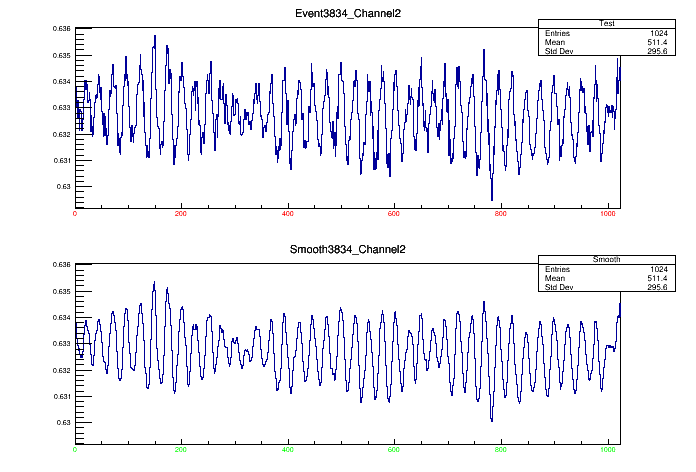 Event3834_Channel2
Test
Entries 1024
Mean 511.4
Std Dev 295.6
0.636
0.635
0.634
0.633
0.632
0.631
0.63
0 200 400 600 800 1000
Smooth3834_Channel2
Smooth
Entries 1024
Mean 511.4
Std Dev 295.6
0.636
0.635
0.634
0.633
0.632
0.631
0.63
0 200 400 600 800 1000